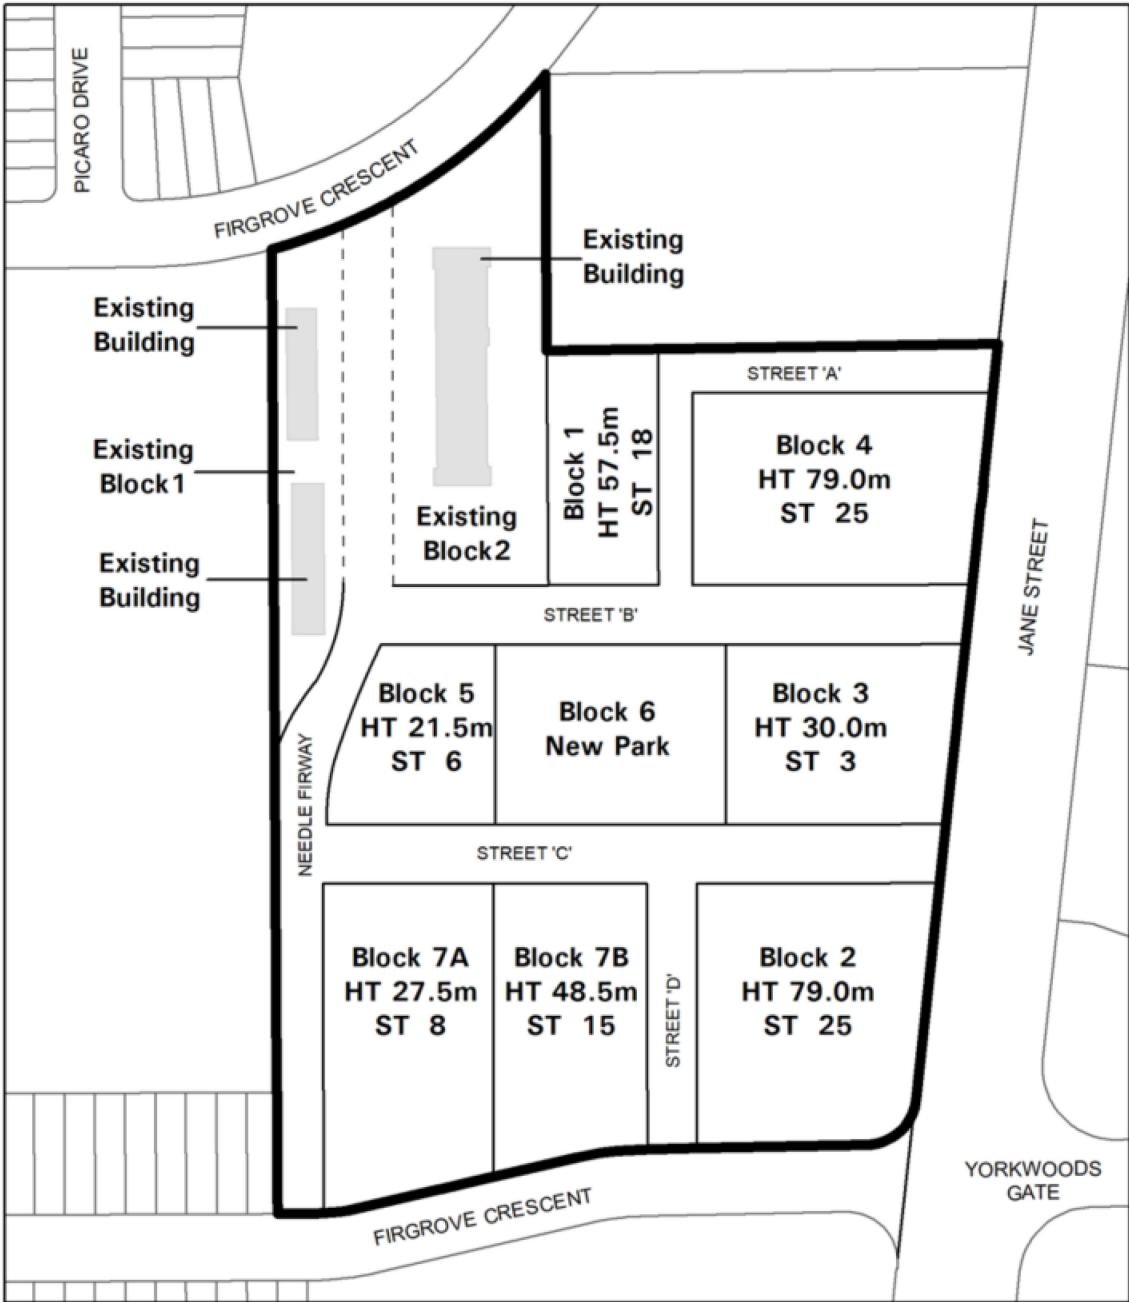 PICARO DRIVE
FIRGROVE CRESCENT
Existing
Building
Existing
Building
STREET 'A'
Block 1
HT 57.5m
ST 18
Block 4
HT 79.0m
ST 25
Existing
Block1
Existing
Block2
Existing
Building
JANE STREET
STREET 'B'
Block 5
HT 21.5m
ST 6
Block 6
New Park
Block 3
HT 30.0m
ST 3
NEEDLE FIRWAY
STREET 'C'
Block 7A
HT 27.5m
ST 8
Block 7B
HT 48.5m
ST 15
STREET 'D'
Block 2
HT 79.0m
ST 25
YORKWOODS
GATE
FIRGROVE CRESCENT